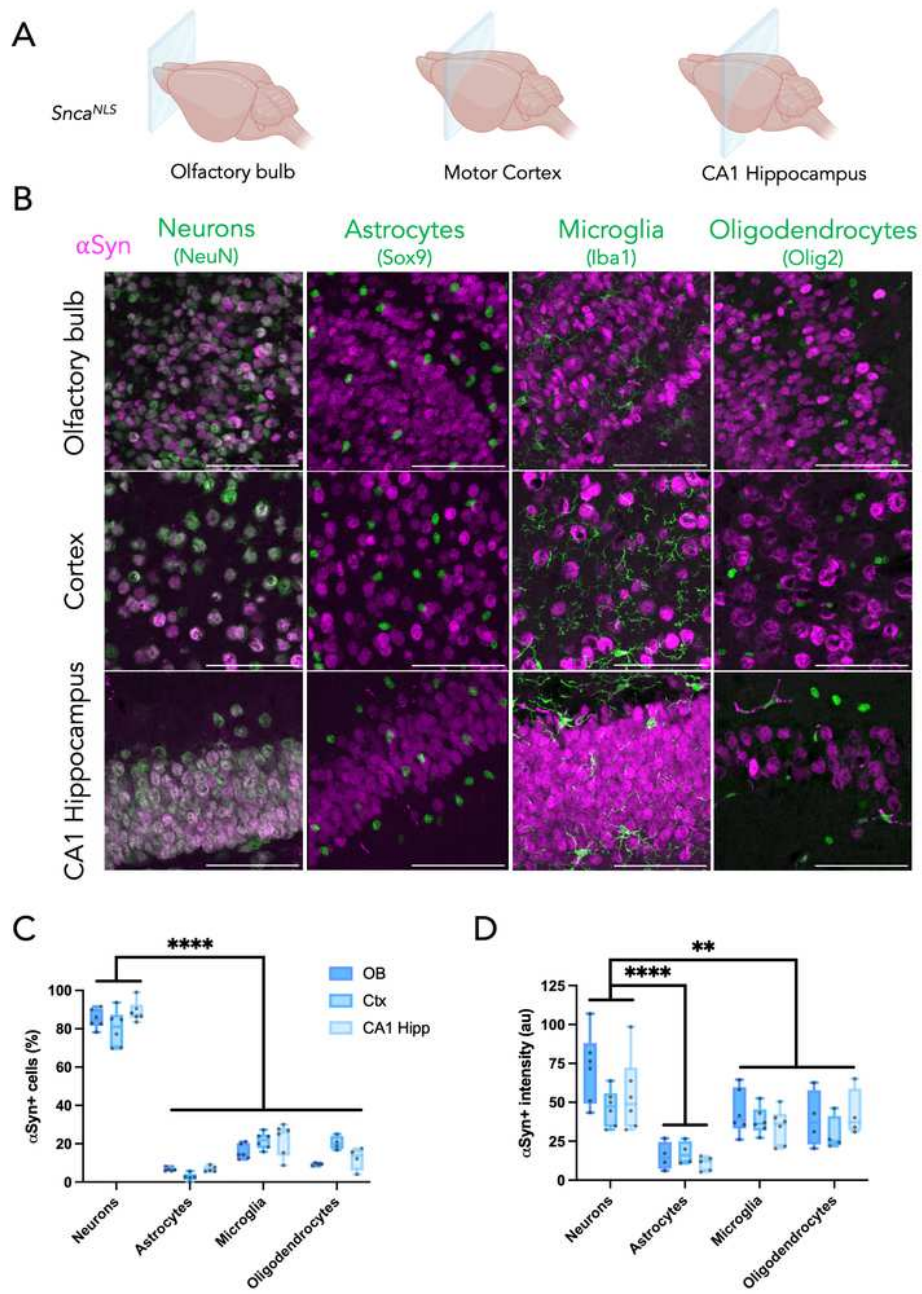 A
Snca^NLS
Olfactory bulb
Motor Cortex
CA1 Hippocampus
B
αSyn
Neurons
(NeuN)
Astrocytes
(Sox9)
Microglia
(Iba1)
Oligodendrocytes
(Olig2)
Olfactory bulb
Cortex
CA1 Hippocampus
C
****
OB
Ctx
CA1 Hipp
αSyn+ cells (%)
100
80
60
40
20
0
Neurons
Astrocytes
Microglia
Oligodendrocytes
D
**
****
αSyn+ intensity (au)
125
100
75
50
25
0
Neurons
Astrocytes
Microglia
Oligodendrocytes